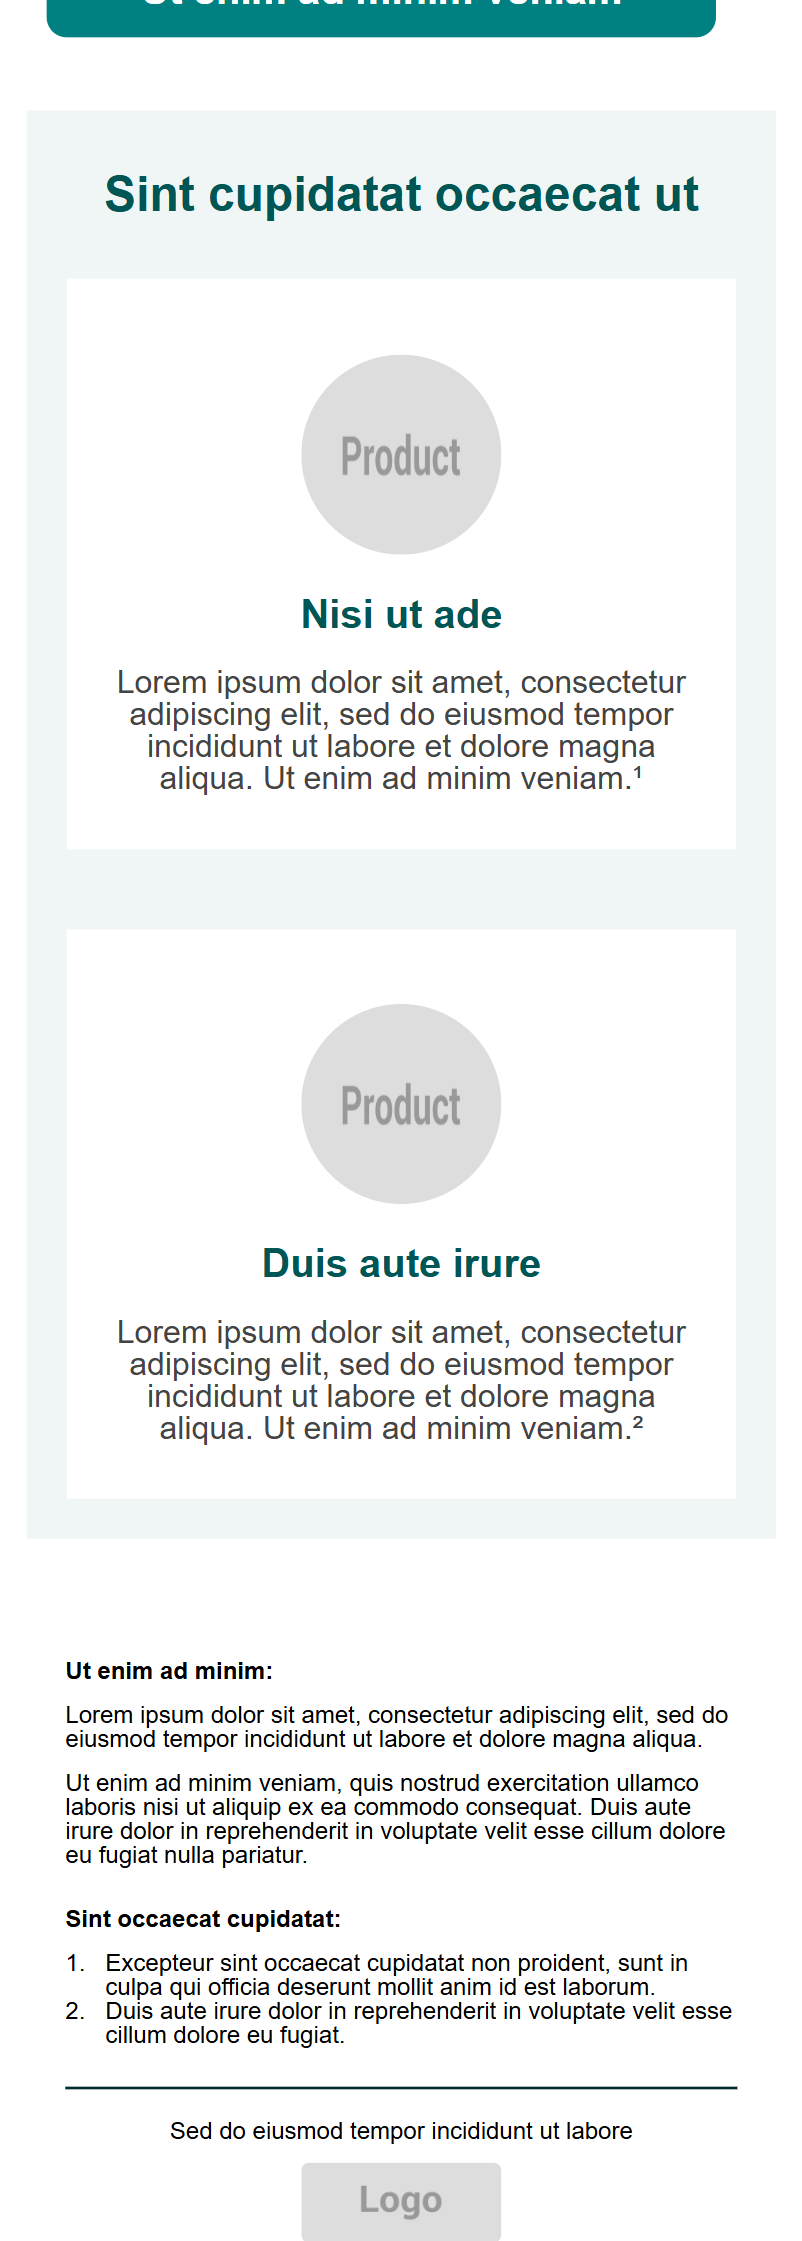 Ut enim ad minim veniam
Sint cupidatat occaecat ut
Product
Nisi ut ade
Lorem ipsum dolor sit amet, consectetur
adipiscing elit, sed do eiusmod tempor
incididunt ut labore et dolore magna
aliqua. Ut enim ad minim veniam.¹
Product
Duis aute irure
Lorem ipsum dolor sit amet, consectetur
adipiscing elit, sed do eiusmod tempor
incididunt ut labore et dolore magna
aliqua. Ut enim ad minim veniam.²
Ut enim ad minim:
Lorem ipsum dolor sit amet, consectetur adipiscing elit, sed do
eiusmod tempor incididunt ut labore et dolore magna aliqua.
Ut enim ad minim veniam, quis nostrud exercitation ullamco
laboris nisi ut aliquip ex ea commodo consequat. Duis aute
irure dolor in reprehenderit in voluptate velit esse cillum dolore
eu fugiat nulla pariatur.
Sint occaecat cupidatat:
1. Excepteur sint occaecat cupidatat non proident, sunt in
culpa qui officia deserunt mollit anim id est laborum.
2. Duis aute irure dolor in reprehenderit in voluptate velit esse
cillum dolore eu fugiat.
Sed do eiusmod tempor incididunt ut labore
Logo